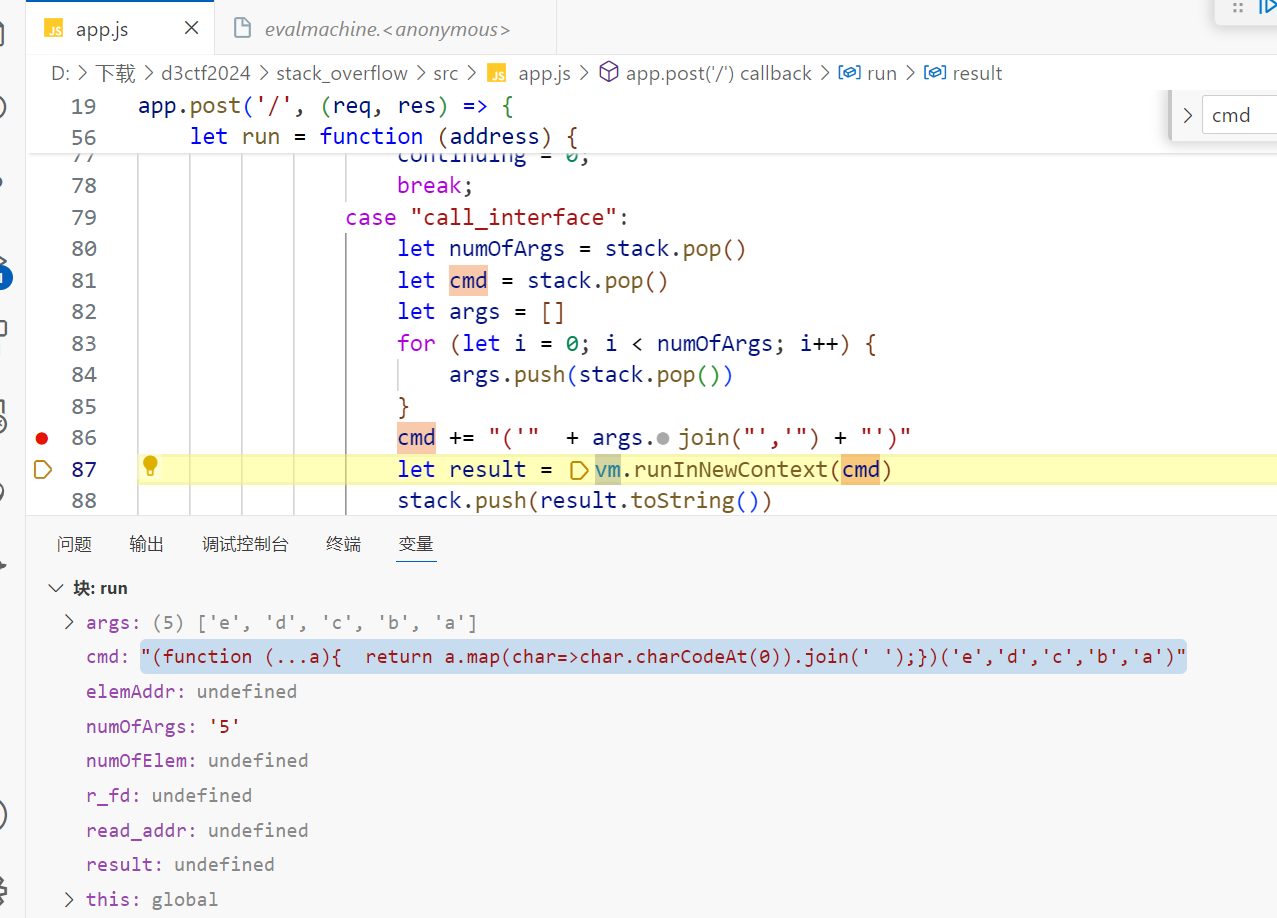 JS app.js × evalmachine.<anonymous>
D: > 下载 > d3ctf2024 > stack_overflow > src > JS app.js > app.post('/') callback > run > result
19 app.post('/', (req, res) => {
cmd
56 let run = function (address) {
77 continuing = 0;
78 break;
79 case "call_interface":
80 let numOfArgs = stack.pop()
81 let cmd = stack.pop()
82 let args = []
83 for (let i = 0; i < numOfArgs; i++) {
84 args.push(stack.pop())
85 }
86 cmd += "('"  + args.join("','") + "')"
87 let result = vm.runInNewContext(cmd)
88 stack.push(result.toString())
问题 输出 调试控制台 终端 变量
块: run
args: (5) ['e', 'd', 'c', 'b', 'a']
cmd: "(function (...a){  return a.map(char=>char.charCodeAt(0)).join(' ');})('e','d','c','b','a')"
elemAddr: undefined
numOfArgs: '5'
numOfElem: undefined
r_fd: undefined
read_addr: undefined
result: undefined
this: global